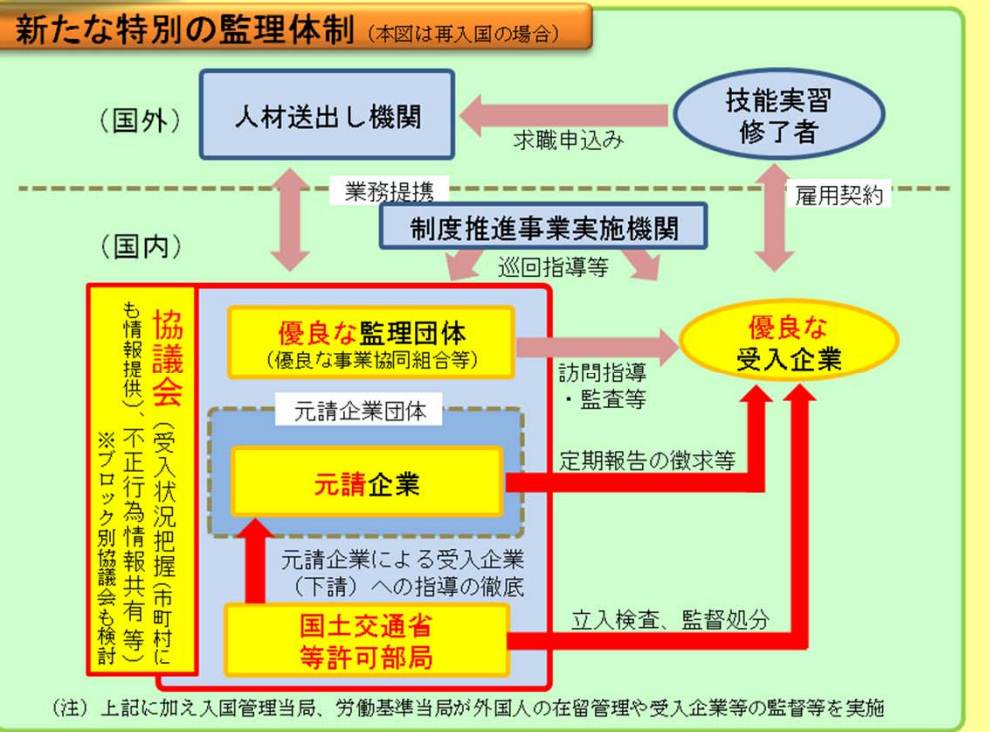 新たな特別の監理体制（本図は再入国の場合）
（国外）
人材送出し機関
求職申込み
技能実習
修了者
業務提携
雇用契約
（国内）
制度推進事業実施機関
巡回指導等
協議会（受入状況把握（市町村に
も情報提供）、不正行為情報共有等）
※ブロック別協議会も検討
優良な監理団体
（優良な事業協同組合等）
訪問指導
・監査等
優良な
受入企業
元請企業団体
元請企業
定期報告の徴求等
元請企業による受入企業
（下請）への指導の徹底
国土交通省
等許可部局
立入検査、監督処分
（注）上記に加え入国管理当局、労働基準当局が外国人の在留管理や受入企業等の監督等を実施